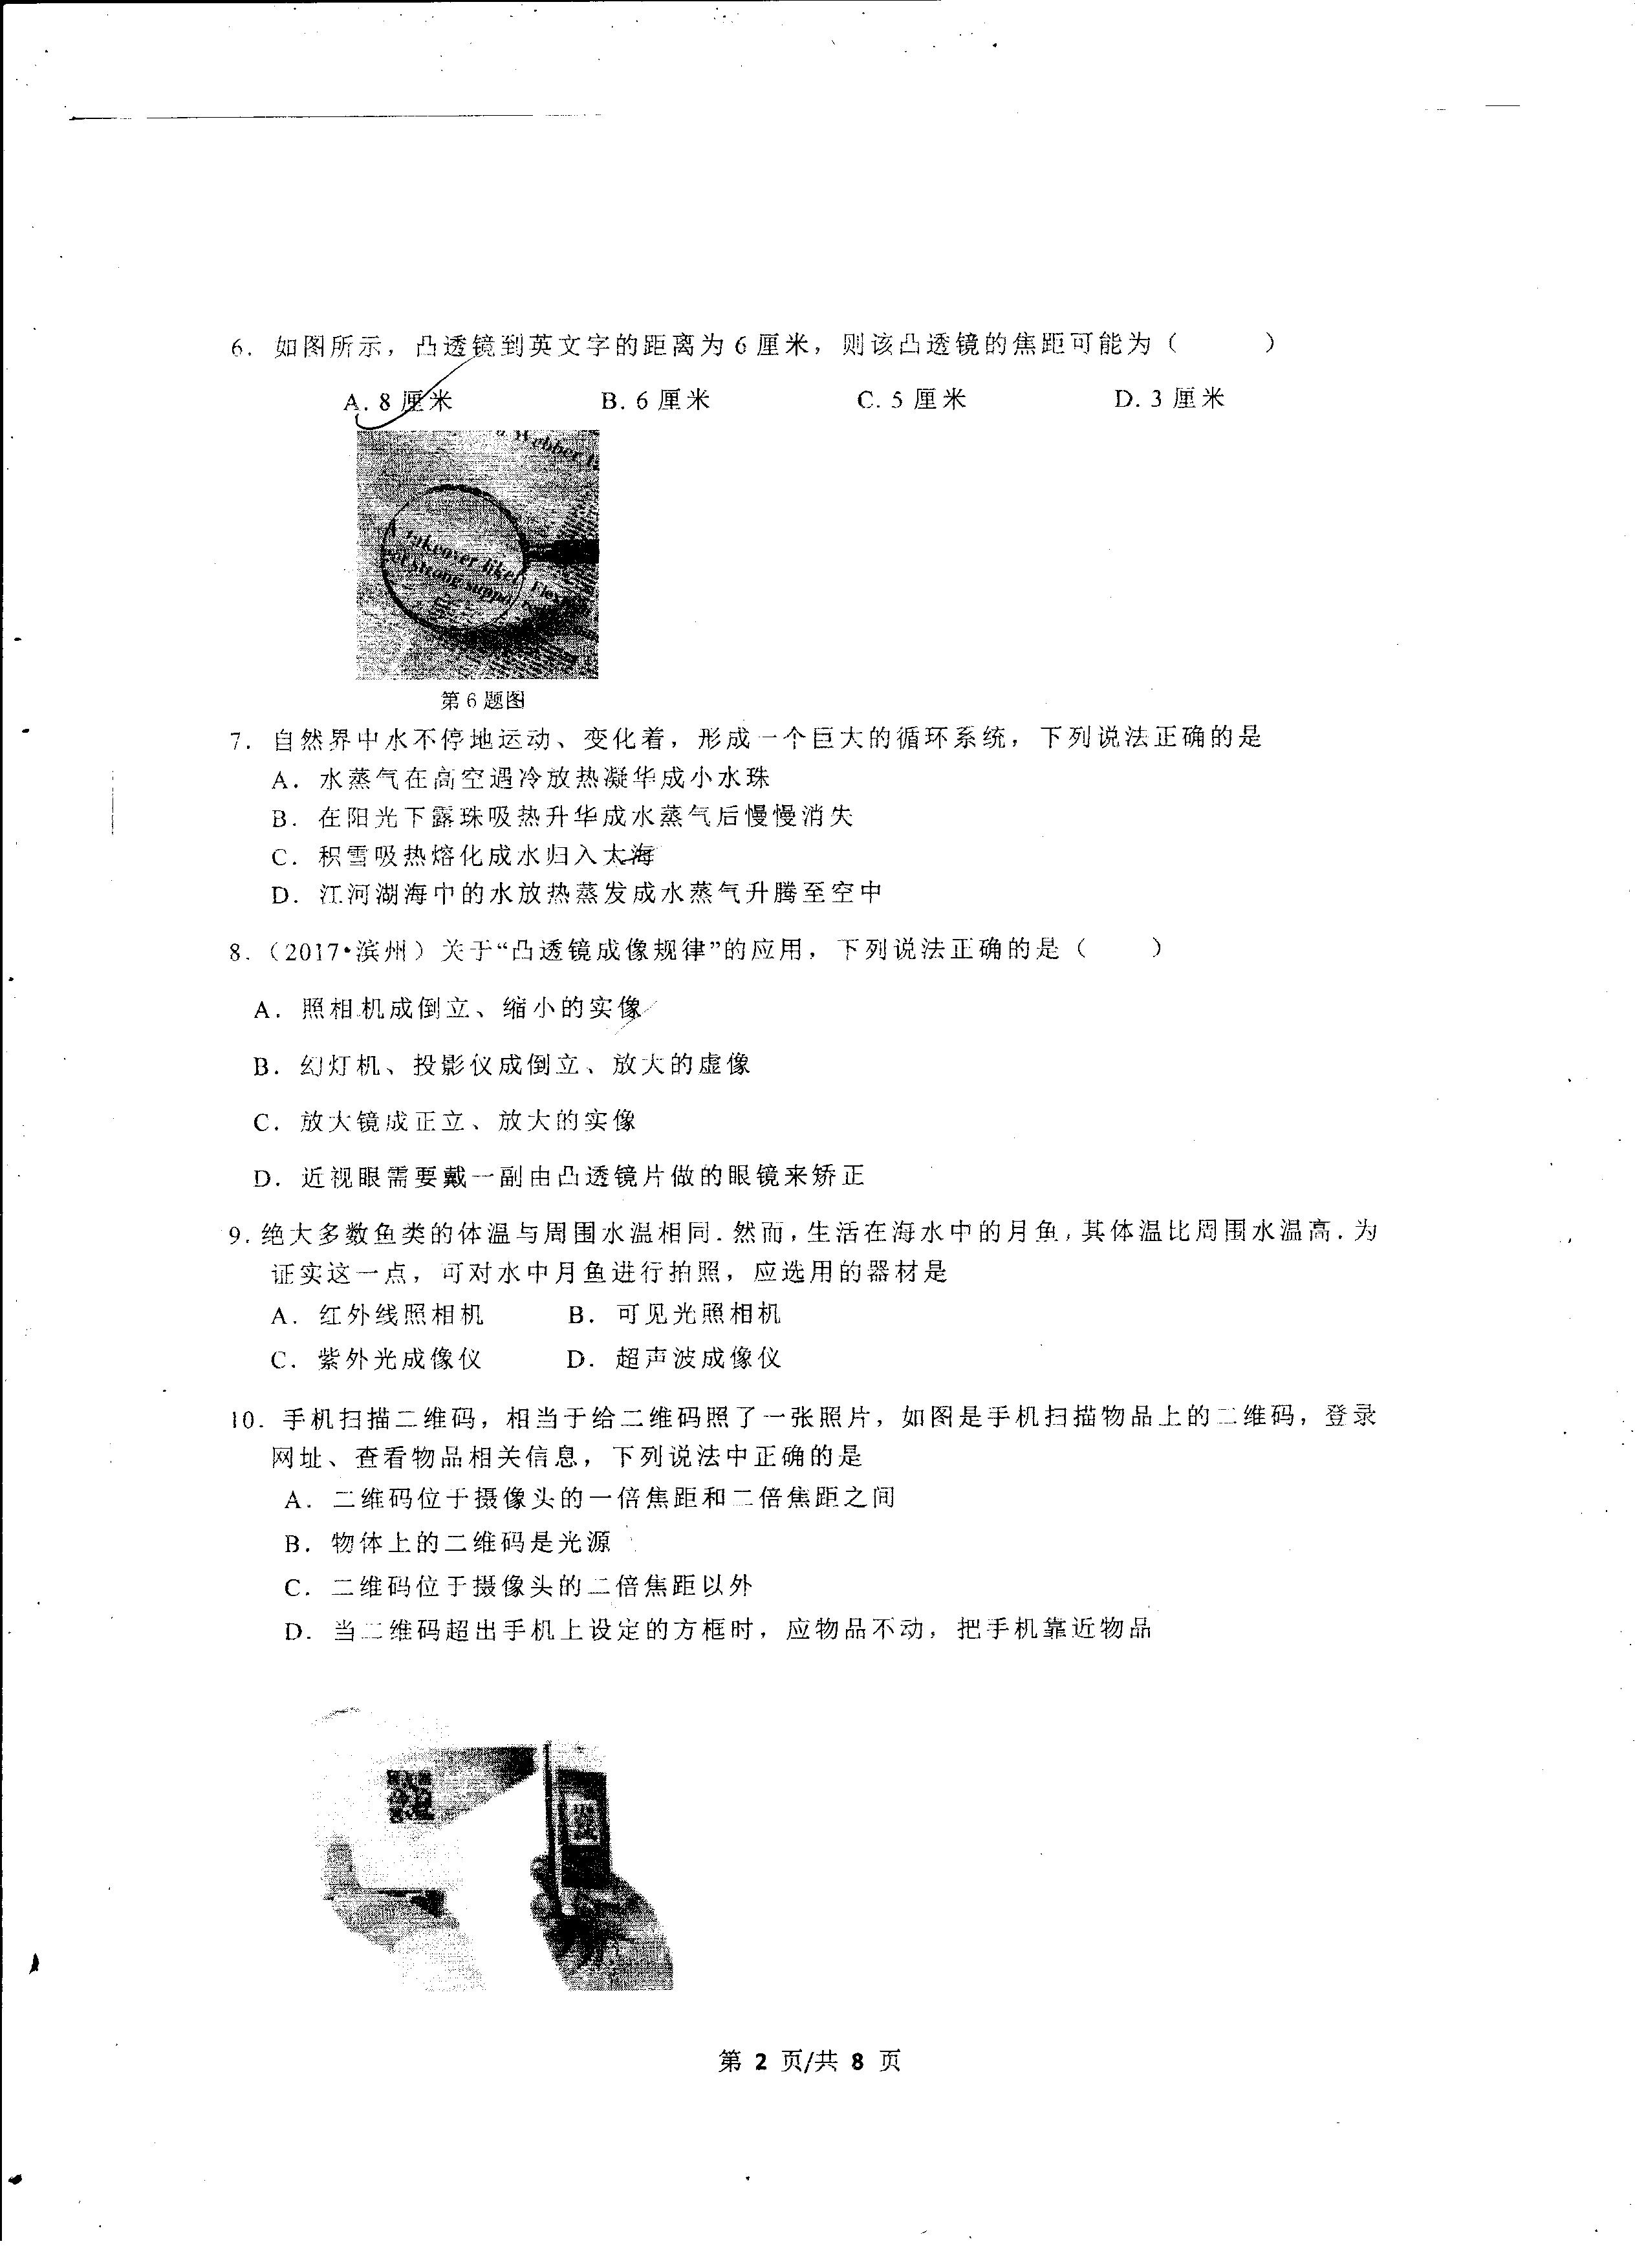 6. 如图所示，凸透镜到英文字的距离为 6 厘米，则该凸透镜的焦距可能为（ ）
A. 8 厘米 B. 6 厘米 C. 5 厘米 D. 3 厘米
a Webber
A takeover likel
strong suppo
Flex
第 6 题图
7. 自然界中水不停地运动、变化着，形成一个巨大的循环系统，下列说法正确的是
A. 水蒸气在高空遇冷放热凝华成小水珠
B. 在阳光下露珠吸热升华成水蒸气后慢慢消失
C. 积雪吸热熔化成水归入大海
D. 江河湖海中的水放热蒸发成水蒸气升腾至空中
8.（2017•滨州）关于“凸透镜成像规律”的应用，下列说法正确的是（ ）
A. 照相机成倒立、缩小的实像
B. 幻灯机、投影仪成倒立、放大的虚像
C. 放大镜成正立、放大的实像
D. 近视眼需要戴一副由凸透镜片做的眼镜来矫正
9. 绝大多数鱼类的体温与周围水温相同．然而，生活在海水中的月鱼，其体温比周围水温高．为
证实这一点，可对水中月鱼进行拍照，应选用的器材是
A. 红外线照相机 B. 可见光照相机
C. 紫外光成像仪 D. 超声波成像仪
10. 手机扫描二维码，相当于给二维码照了一张照片，如图是手机扫描物品上的二维码，登录
网址、查看物品相关信息，下列说法中正确的是
A. 二维码位于摄像头的一倍焦距和二倍焦距之间
B. 物体上的二维码是光源
C. 二维码位于摄像头的二倍焦距以外
D. 当二维码超出手机上设定的方框时，应物品不动，把手机靠近物品
第 2 页/共 8 页